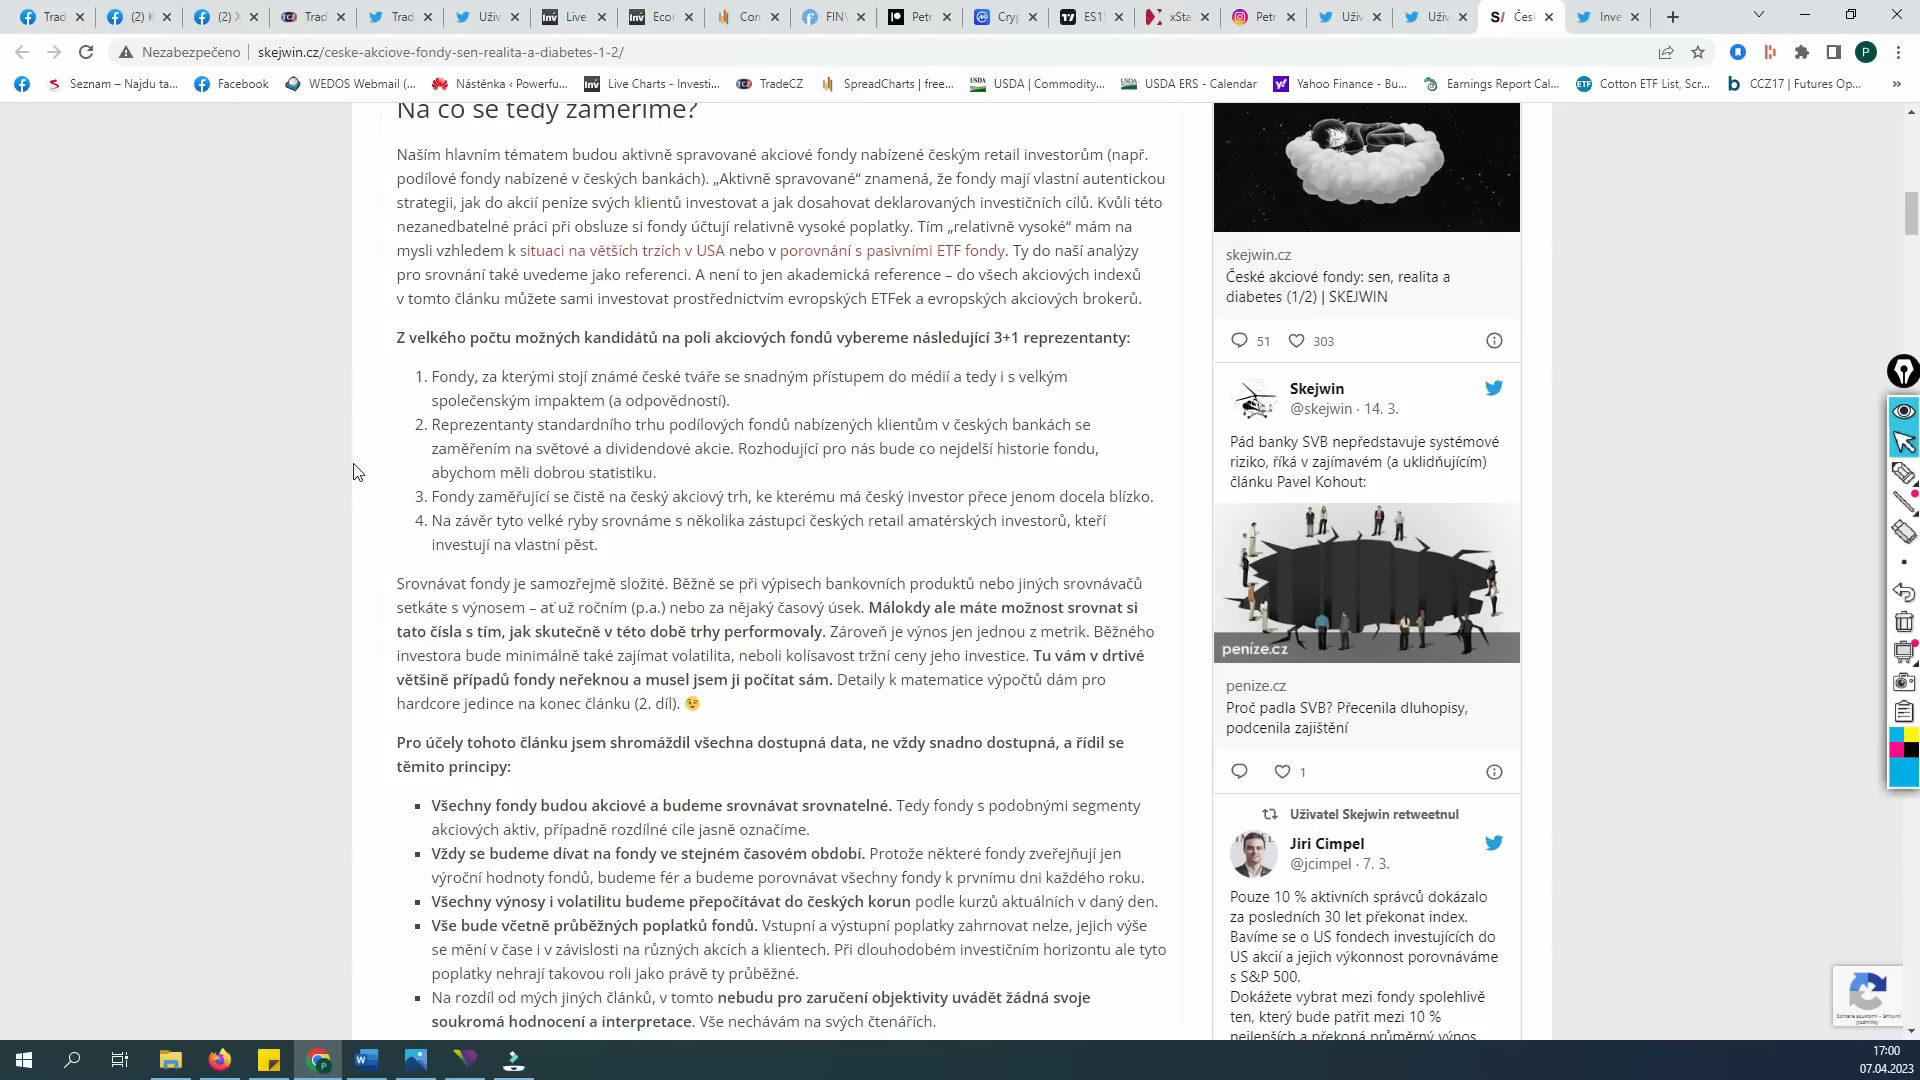 Trad
(2) K
(2) X
Trad
Trad
Uživ
Live
Ecor
Com
FINV
Petr
Cryp
ES1!
xSta
Petr
Uživ
Uživ
Česk
Inve
Nezabezpečeno
skejwin.cz/ceske-akciove-fondy-sen-realita-a-diabetes-1-2/
Seznam – Najdu ta...
Facebook
WEDOS Webmail (...
Nástěnka ‹ Powerfu...
Live Charts - Investi...
TradeCZ
SpreadCharts | free...
USDA | Commodity...
USDA ERS - Calendar
Yahoo Finance - Bu...
Earnings Report Cal...
Cotton ETF List, Scr...
CCZ17 | Futures Op...
Na co se tedy zaměříme?
Naším hlavním tématem budou aktivně spravované akciové fondy nabízené českým retail investorům (např.
podílové fondy nabízené v českých bankách). „Aktivně spravované“ znamená, že fondy mají vlastní autentickou
strategii, jak do akcií peníze svých klientů investovat a jak dosahovat deklarovaných investičních cílů. Kvůli této
nezanedbatelné práci při obsluze si fondy účtují relativně vysoké poplatky. Tím „relativně vysoké“ mám na
mysli vzhledem k situaci na větších trzích v USA nebo v porovnání s pasivními ETF fondy. Ty do naší analýzy
pro srovnání také uvedeme jako referenci. A není to jen akademická reference – do všech akciových indexů
v tomto článku můžete sami investovat prostřednictvím evropských ETFek a evropských akciových brokerů.
Z velkého počtu možných kandidátů na poli akciových fondů vybereme následující 3+1 reprezentanty:
1. Fondy, za kterými stojí známé české tváře se snadným přístupem do médií a tedy i s velkým
společenským impaktem (a odpovědností).
2. Reprezentanty standardního trhu podílových fondů nabízených klientům v českých bankách se
zaměřením na světové a dividendové akcie. Rozhodující pro nás bude co nejdelší historie fondu,
abychom měli dobrou statistiku.
3. Fondy zaměřující se čistě na český akciový trh, ke kterému má český investor přece jenom docela blízko.
4. Na závěr tyto velké ryby srovnáme s několika zástupci českých retail amatérských investorů, kteří
investují na vlastní pěst.
Srovnávat fondy je samozřejmě složité. Běžně se při výpisech bankovních produktů nebo jiných srovnávačů
setkáte s výnosem – ať už ročním (p.a.) nebo za nějaký časový úsek. Málokdy ale máte možnost srovnat si
tato čísla s tím, jak skutečně v této době trhy performovaly. Zároveň je výnos jen jednou z metrik. Běžného
investora bude minimálně také zajímat volatilita, neboli kolísavost tržní ceny jeho investice. Tu vám v drtivé
většině případů fondy neřeknou a musel jsem ji počítat sám. Detaily k matematice výpočtů dám pro
hardcore jedince na konec článku (2. díl). 😉
Pro účely tohoto článku jsem shromáždil všechna dostupná data, ne vždy snadno dostupná, a řídil se
těmito principy:
▪ Všechny fondy budou akciové a budeme srovnávat srovnatelné. Tedy fondy s podobnými segmenty
akciových aktiv, případně rozdílné cíle jasně označíme.
▪ Vždy se budeme dívat na fondy ve stejném časovém období. Protože některé fondy zveřejňují jen
výroční hodnoty fondů, budeme fér a budeme porovnávat všechny fondy k prvnímu dni každého roku.
▪ Všechny výnosy i volatilitu budeme přepočítávat do českých korun podle kurzů aktuálních v daný den.
▪ Vše bude včetně průběžných poplatků fondů. Vstupní a výstupní poplatky zahrnovat nelze, jejich výše
se mění v čase i v závislosti na různých akcích a klientech. Při dlouhodobém investičním horizontu ale tyto
poplatky nehrají takovou roli jako právě ty průběžné.
▪ Na rozdíl od mých jiných článků, v tomto nebudu pro zaručení objektivity uvádět žádná svoje
soukromá hodnocení a interpretace. Vše nechávám na svých čtenářích.
skejwin.cz
České akciové fondy: sen, realita a
diabetes (1/2) | SKEJWIN
51 303
Skejwin
@skejwin · 14. 3.
Pád banky SVB nepředstavuje systémové
riziko, říká v zajímavém (a uklidňujícím)
článku Pavel Kohout:
peníze.cz
penize.cz
Proč padla SVB? Přecenila dluhopisy,
podcenila zajištění
1
Uživatel Skejwin retweetnul
Jiri Cimpel
@jcimpel · 7. 3.
Pouze 10 % aktivních správců dokázalo
za posledních 30 let překonat index.
Bavíme se o US fondech investujících do
US akcií a jejich výkonnost porovnáváme
s S&P 500.
Dokážete vybrat mezi fondy spolehlivě
ten, který bude patřit mezi 10 %
nejlepších a překoná průměrný výnos
Ochrana soukromí - Smluvní
podmínky
17:00
07.04.2023